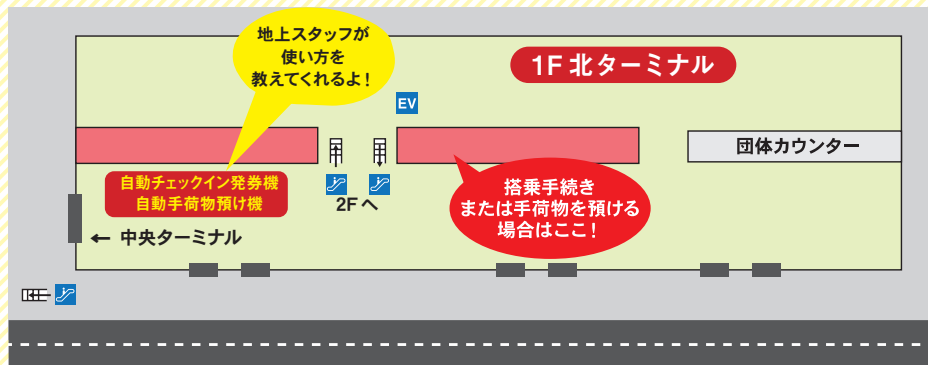 地上スタッフが
使い方を
教えてくれるよ！
1F 北ターミナル
EV
団体カウンター
自動チェックイン発券機
自動手荷物預け機
2Fへ
搭乗手続き
または手荷物を預ける
場合はここ！
← 中央ターミナル